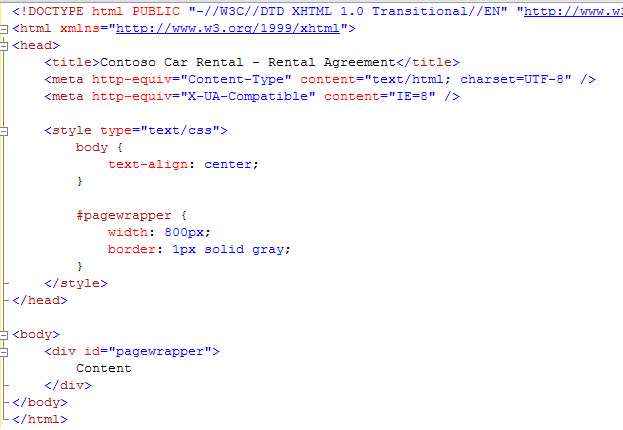 <!DOCTYPE html PUBLIC "-//W3C//DTD XHTML 1.0 Transitional//EN" "http://www.w3
<html xmlns="http://www.w3.org/1999/xhtml">
<head>
    <title>Contoso Car Rental - Rental Agreement</title>
    <meta http-equiv="Content-Type" content="text/html; charset=UTF-8" />
    <meta http-equiv="X-UA-Compatible" content="IE=8" />
    <style type="text/css">
        body {
            text-align: center;
        }
        #pagewrapper {
            width: 800px;
            border: 1px solid gray;
        }
    </style>
</head>
<body>
    <div id="pagewrapper">
        Content
    </div>
</body>
</html>